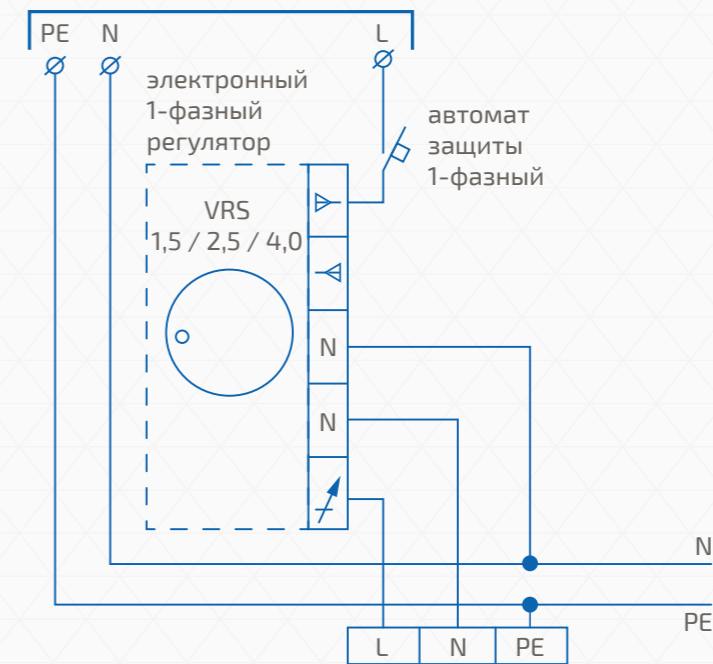 PE N L
электронный
1-фазный
регулятор
автомат
защиты
1-фазный
VRS
1,5 / 2,5 / 4,0
N
N
N
PE
L N PE